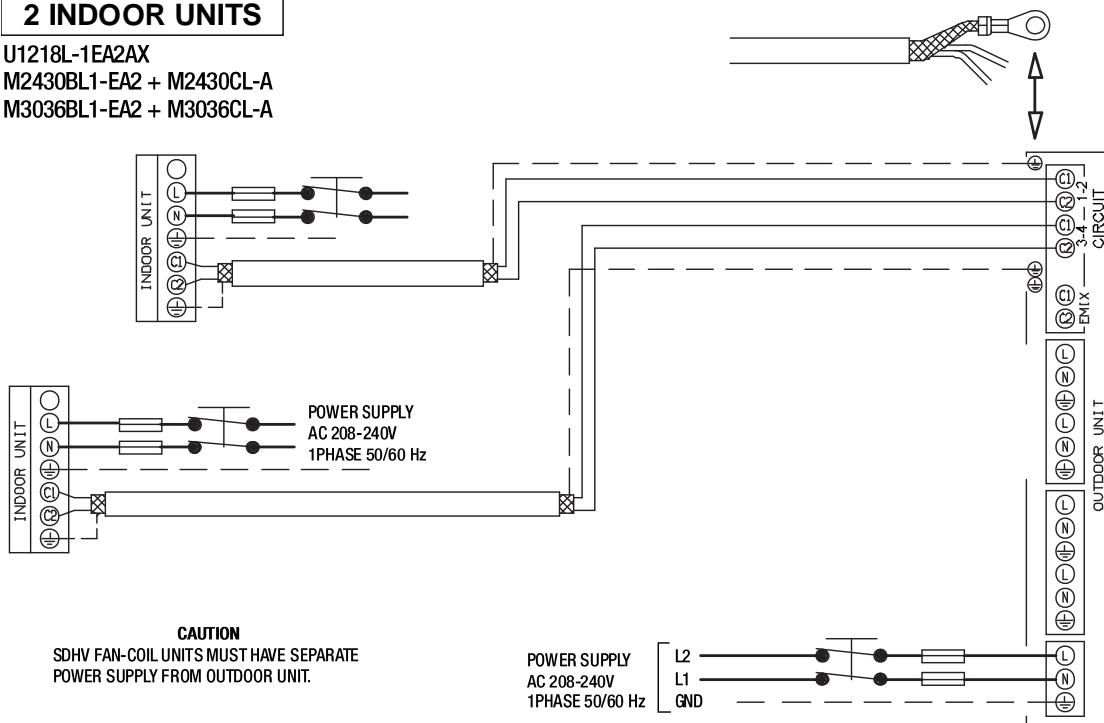 2 INDOOR UNITS
U1218L-1EA2AX
M2430BL1-EA2 + M2430CL-A
M3036BL1-EA2 + M3036CL-A
INDOOR UNIT
L
N
C1
C2
C1
C2
C1
C2
C1
C2
1-2
3-4
CIRCUIT
EMIX
INDOOR UNIT
L
N
C1
C2
POWER SUPPLY
AC 208-240V
1PHASE 50/60 Hz
L
N
L
N
L
N
L
N
OUTDOOR UNIT
CAUTION
SDHV FAN-COIL UNITS MUST HAVE SEPARATE
POWER SUPPLY FROM OUTDOOR UNIT.
POWER SUPPLY
AC 208-240V
1PHASE 50/60 Hz
L2
L1
GND
L
N